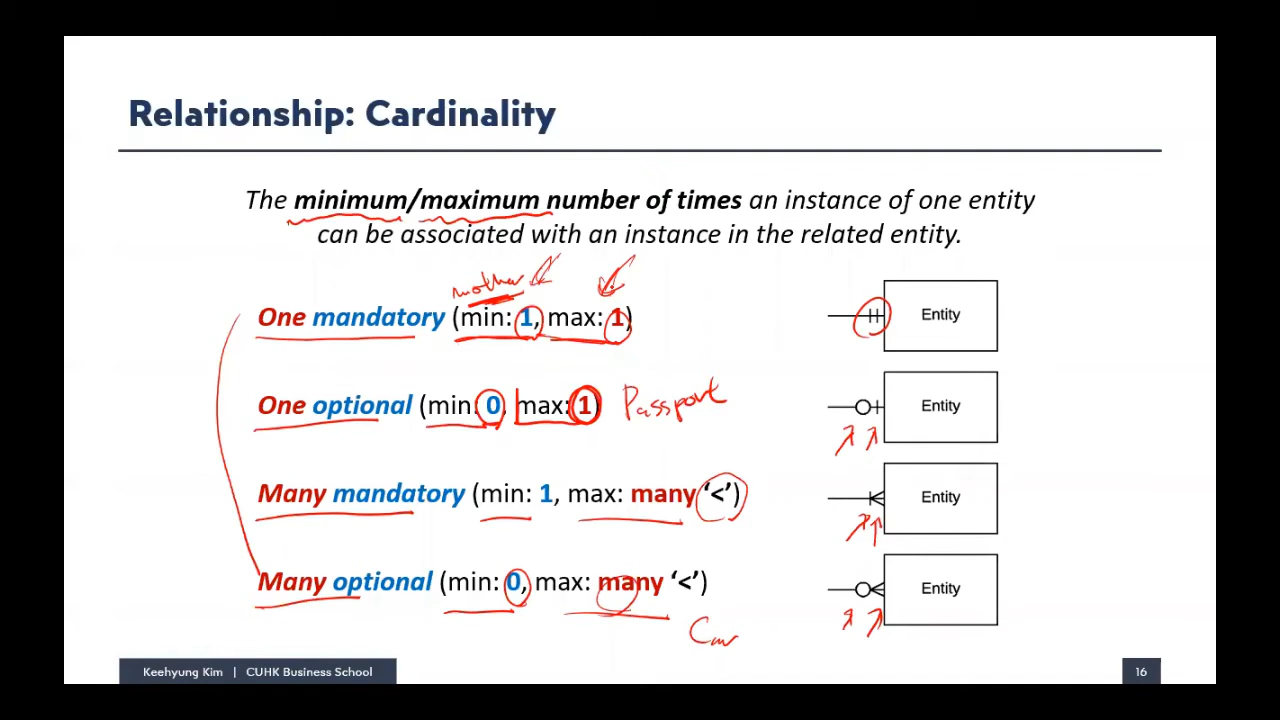 Relationship: Cardinality
The minimum/maximum number of times an instance of one entity
can be associated with an instance in the related entity.
mother
One mandatory (min: 1, max: 1)
Entity
One optional (min: 0, max: 1) Passport
Entity
Many mandatory (min: 1, max: many ‘<’)
Entity
Many optional (min: 0, max: many ‘<’)
Entity
Car
Keehyung Kim | CUHK Business School
16